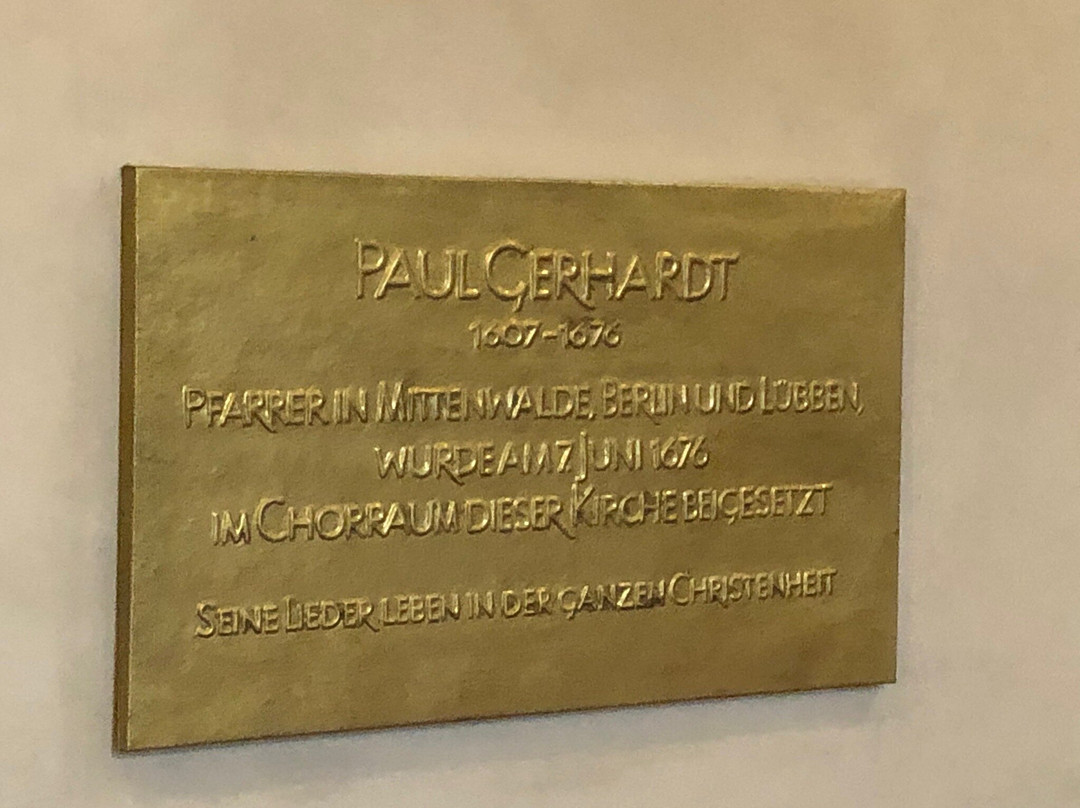 PAUL GERHARDT
1607-1676
PFARRER IN MITTENWALDE, BERLIN UND LÜBBEN,
WURDE AM 7. JUNI 1676
IM CHORRAUM DIESER KIRCHE BEIGESETZT
SEINE LIEDER LEBEN IN DER GANZEN CHRISTENHEIT